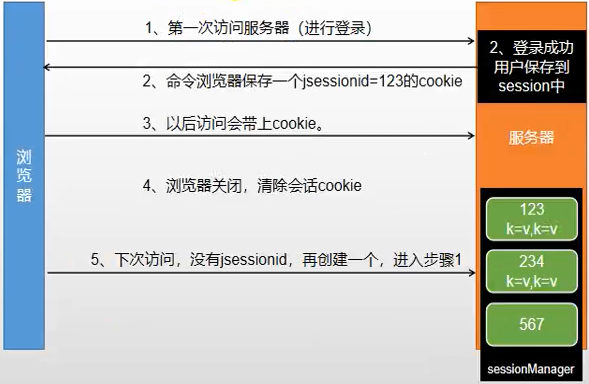 1、第一次访问服务器（进行登录）
2、登录成功
用户保存到
session中
2、命令浏览器保存一个jsessionid=123的cookie
3、以后访问会带上cookie。
浏览器
服务器
4、浏览器关闭，清除会话cookie
123
k=v,k=v
5、下次访问，没有jsessionid，再创建一个，进入步骤1
234
k=v,k=v
567
sessionManager